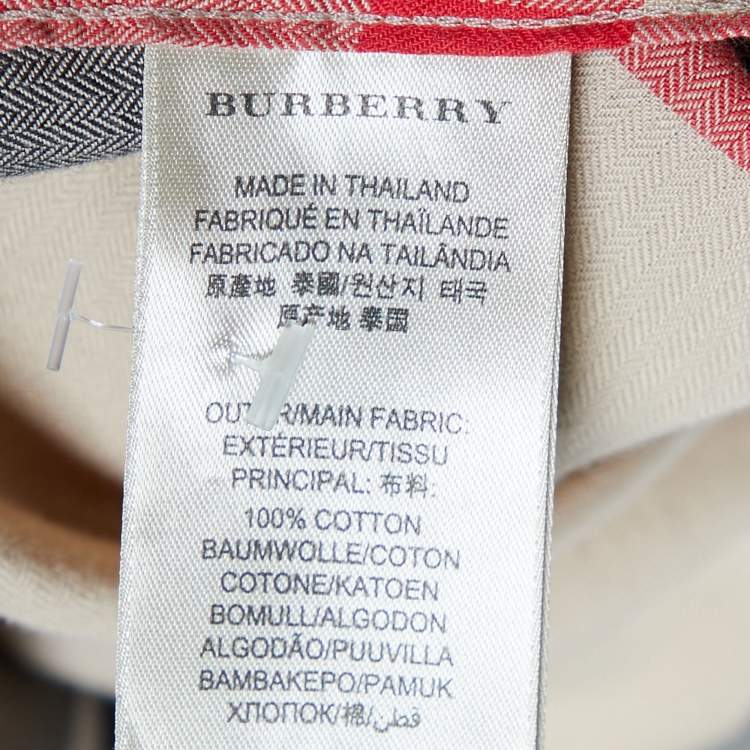 BURBERRY
MADE IN THAILAND
FABRIQUÉ EN THAÏLANDE
FABRICADO NA TAILÂNDIA
原產地 泰國/원산지 태국
原産地 泰国
OUTER/MAIN FABRIC:
EXTÉRIEUR/TISSU
PRINCIPAL: 布料:
100% COTTON
BAUMWOLLE/COTON
COTONE/KATOEN
BOMULL/ALGODON
ALGODÃO/PUUVILLA
BAMBAKEPO/PAMUK
ХЛОПОК/棉/قطن